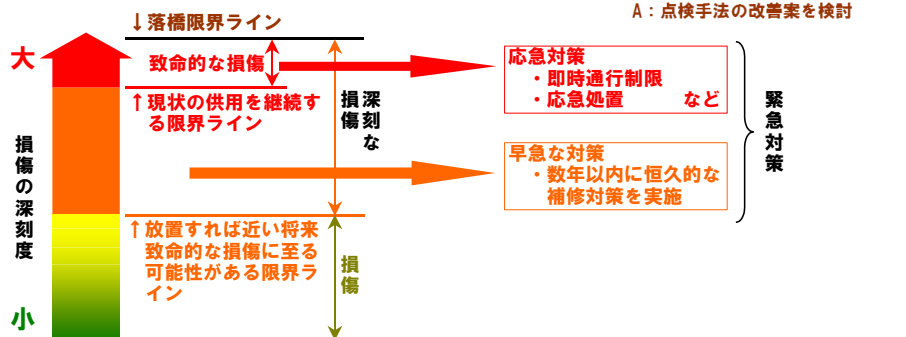 A：点検手法の改善案を検討
↓落橋限界ライン
大
致命的な損傷
↑現状の供用を継続す
る限界ライン
深刻な
損傷
応急対策
・即時通行制限
・応急処置　など
緊急対策
早急な対策
・数年以内に恒久的な
補修対策を実施
損傷の深刻度
↑放置すれば近い将来
致命的な損傷に至る
可能性がある限界ラ
イン
損傷
小